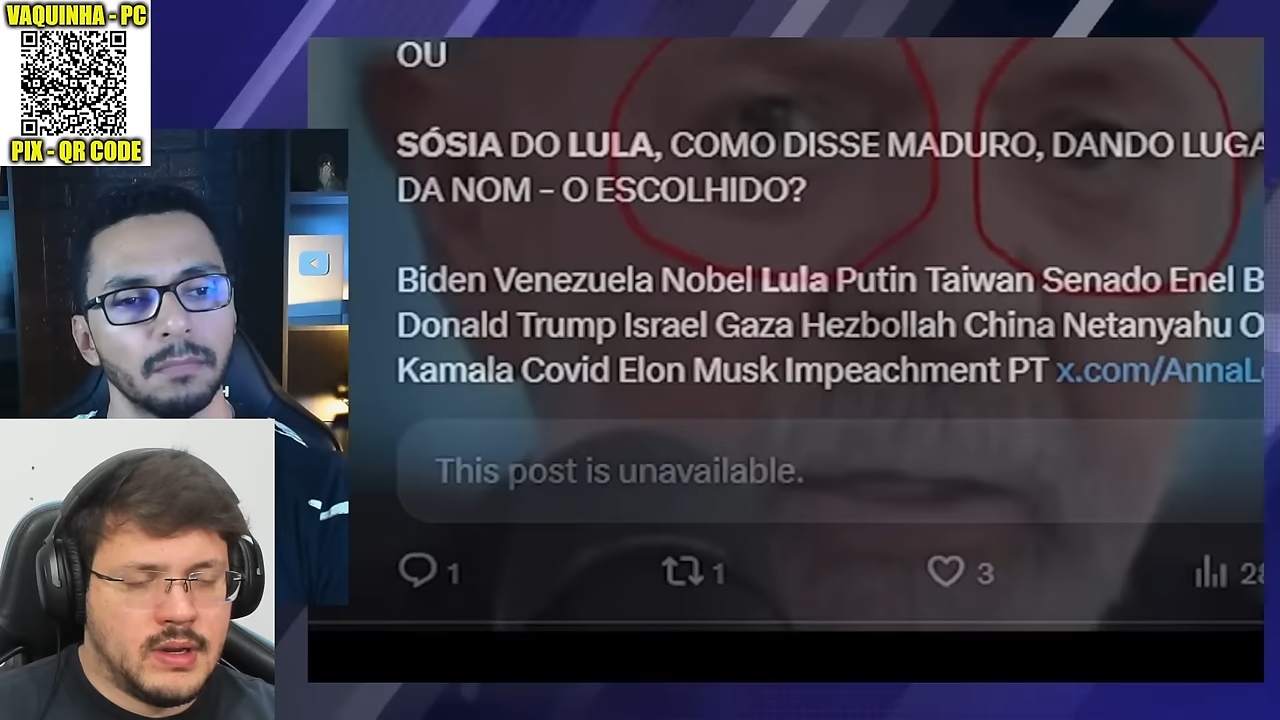 VAQUINHA - PC
PIX - QR CODE
OU
SÓSIA DO LULA, COMO DISSE MADURO, DANDO LUGA
DA NOM – O ESCOLHIDO?
Biden Venezuela Nobel Lula Putin Taiwan Senado Enel B
Donald Trump Israel Gaza Hezbollah China Netanyahu O
Kamala Covid Elon Musk Impeachment PT x.com/AnnaL
This post is unavailable.
1 1 3 28